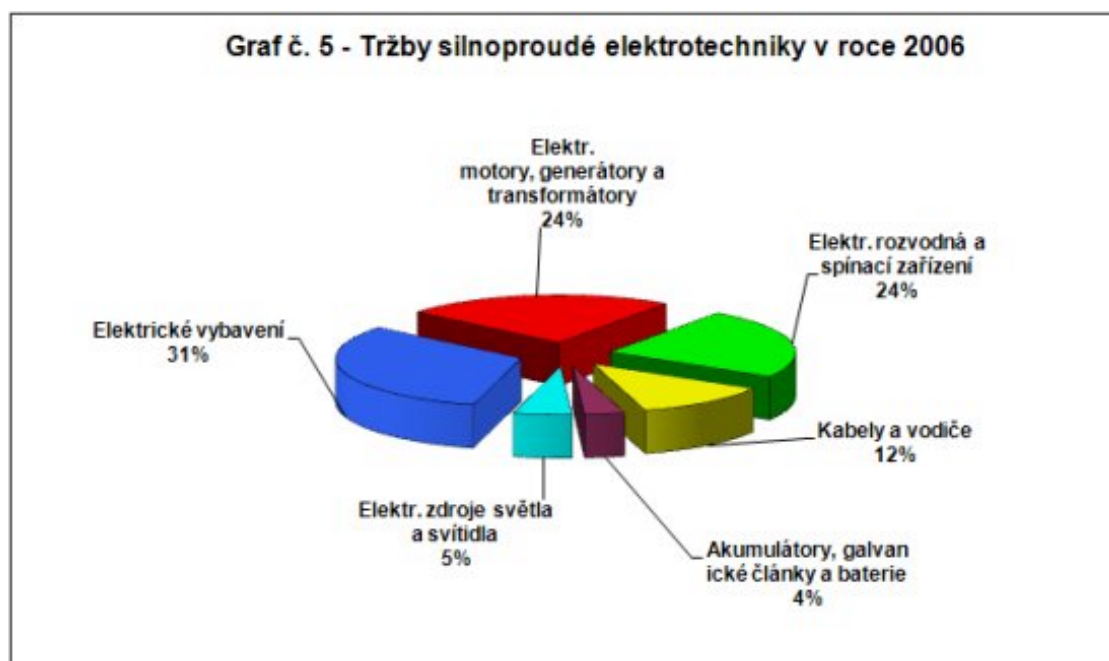 Graf č. 5 - Tržby silnoproudé elektrotechniky v roce 2006
Elektr.
motory, generátory a
transformátory
24%
Elektr. rozvodná a
spínací zařízení
24%
Elektrické vybavení
31%
Kabely a vodiče
12%
Elektr. zdroje světla
a svítidla
5%
Akumulátory, galvan
ické články a baterie
4%